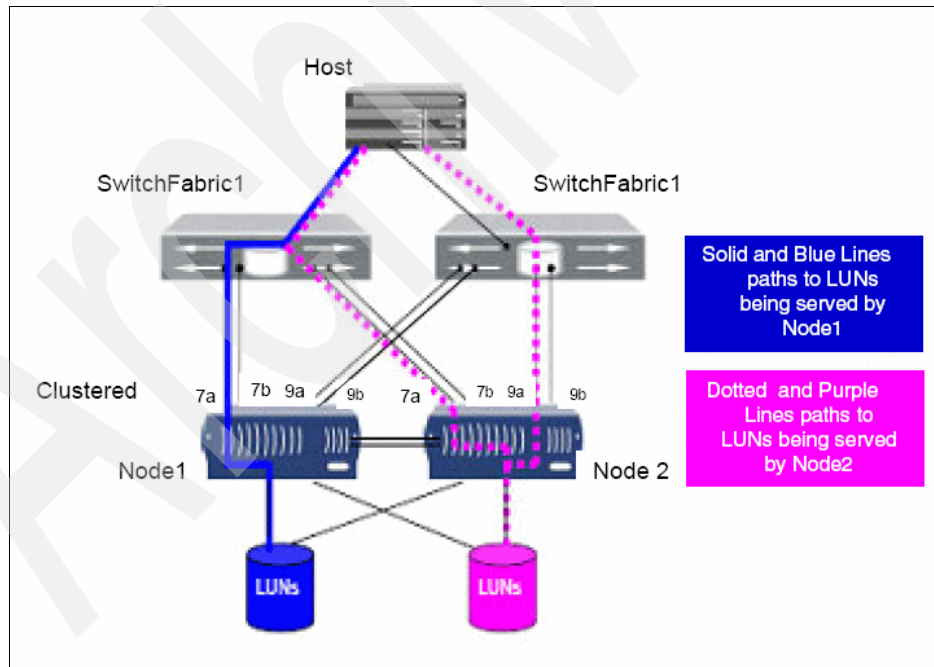 Host
SwitchFabric1
SwitchFabric1
Solid and Blue Lines
paths to LUNs
being served by
Node1
Clustered
7a
7b
9a
9b
7a
7b
9a
9b
Dotted and Purple
Lines paths to
LUNs being served
by Node2
Node1
Node 2
LUNs
LUNs